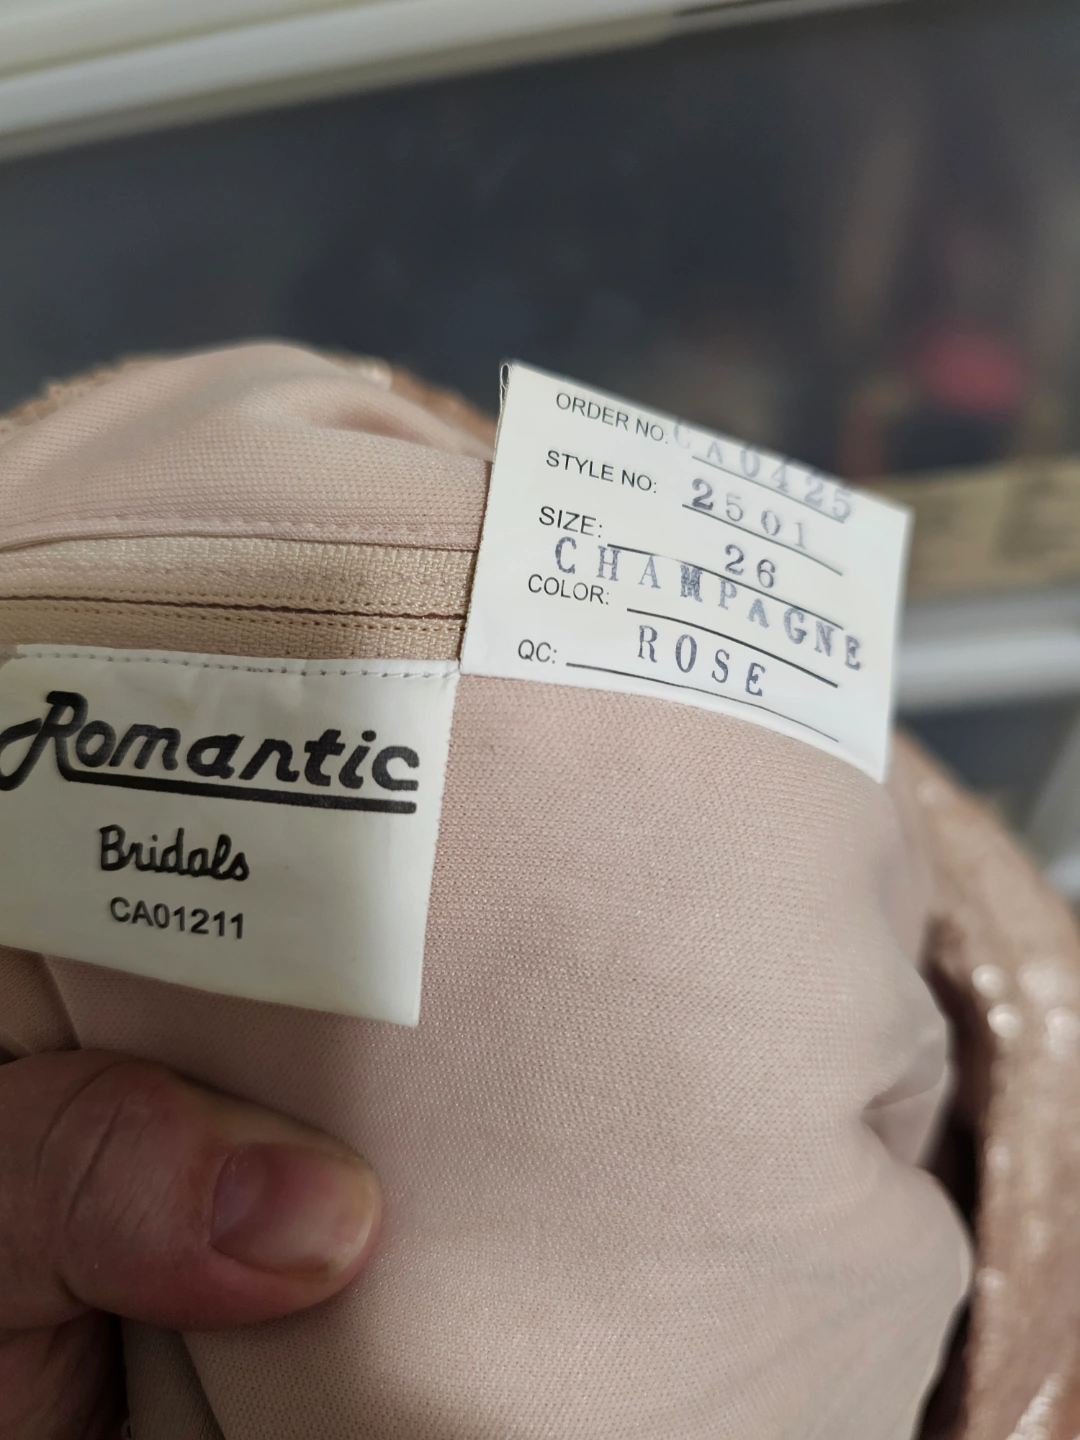 Romantic
Bridals
CA01211
ORDER NO: CA0425
STYLE NO: 2501
SIZE: 26
CHAMPAGNE
COLOR:
ROSE
QC: